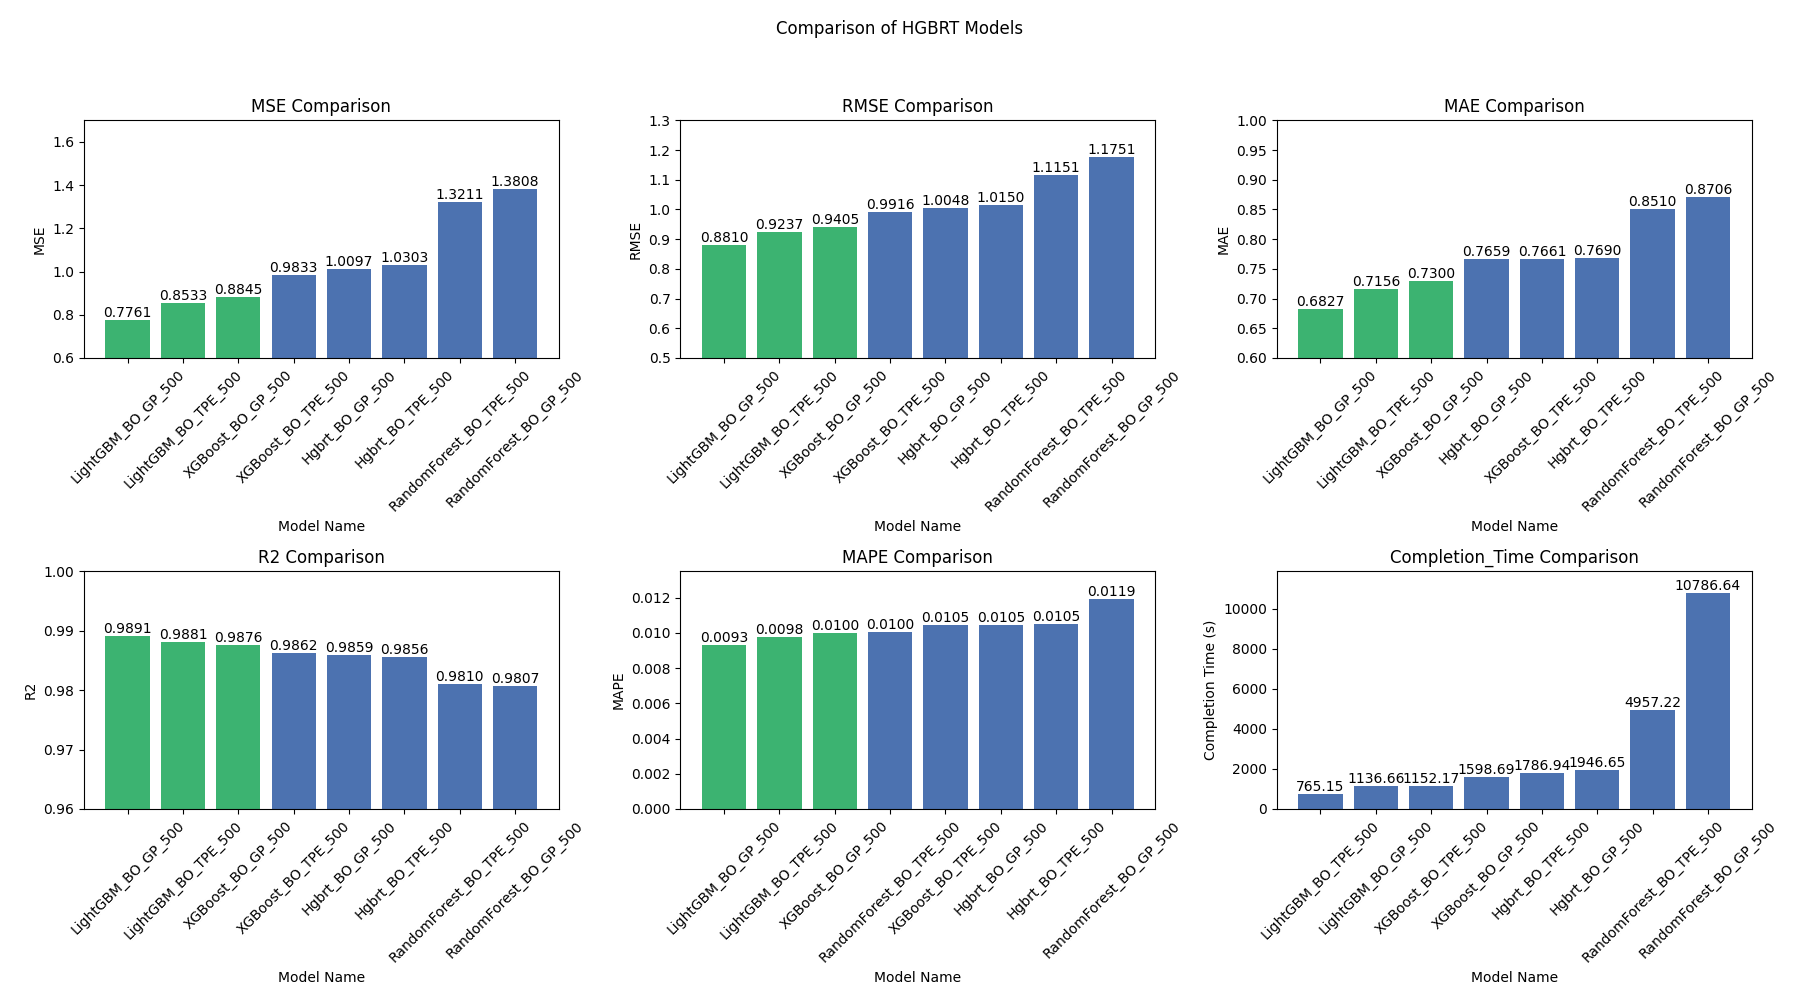 Comparison of HGBRT Models
MSE Comparison
MSE
1.6
1.4
1.2
1.0
0.8
0.6
0.7761
0.8533
0.8845
0.9833
1.0097
1.0303
1.3211
1.3808
LightGBM_BO_GP_500
LightGBM_BO_TPE_500
XGBoost_BO_GP_500
XGBoost_BO_TPE_500
Hgbrt_BO_GP_500
Hgbrt_BO_TPE_500
RandomForest_BO_TPE_500
RandomForest_BO_GP_500
Model Name
RMSE Comparison
RMSE
1.3
1.2
1.1
1.0
0.9
0.8
0.7
0.6
0.5
0.8810
0.9237
0.9405
0.9916
1.0048
1.0150
1.1151
1.1751
LightGBM_BO_GP_500
LightGBM_BO_TPE_500
XGBoost_BO_GP_500
XGBoost_BO_TPE_500
Hgbrt_BO_GP_500
Hgbrt_BO_TPE_500
RandomForest_BO_TPE_500
RandomForest_BO_GP_500
Model Name
MAE Comparison
MAE
1.00
0.95
0.90
0.85
0.80
0.75
0.70
0.65
0.60
0.6827
0.7156
0.7300
0.7659
0.7661
0.7690
0.8510
0.8706
LightGBM_BO_GP_500
LightGBM_BO_TPE_500
XGBoost_BO_GP_500
Hgbrt_BO_GP_500
XGBoost_BO_TPE_500
Hgbrt_BO_TPE_500
RandomForest_BO_TPE_500
RandomForest_BO_GP_500
Model Name
R2 Comparison
R2
1.00
0.99
0.98
0.97
0.96
0.9891
0.9881
0.9876
0.9862
0.9859
0.9856
0.9810
0.9807
LightGBM_BO_GP_500
LightGBM_BO_TPE_500
XGBoost_BO_GP_500
XGBoost_BO_TPE_500
Hgbrt_BO_GP_500
Hgbrt_BO_TPE_500
RandomForest_BO_TPE_500
RandomForest_BO_GP_500
Model Name
MAPE Comparison
MAPE
0.012
0.010
0.008
0.006
0.004
0.002
0.000
0.0093
0.0098
0.0100
0.0100
0.0105
0.0105
0.0105
0.0119
LightGBM_BO_GP_500
LightGBM_BO_TPE_500
XGBoost_BO_GP_500
RandomForest_BO_TPE_500
XGBoost_BO_TPE_500
Hgbrt_BO_GP_500
Hgbrt_BO_TPE_500
RandomForest_BO_GP_500
Model Name
Completion_Time Comparison
Completion Time (s)
10000
8000
6000
4000
2000
0
765.15
1136.66
1152.17
1598.69
1786.94
1946.65
4957.22
10786.64
LightGBM_BO_TPE_500
LightGBM_BO_GP_500
XGBoost_BO_TPE_500
XGBoost_BO_GP_500
Hgbrt_BO_TPE_500
Hgbrt_BO_GP_500
RandomForest_BO_TPE_500
RandomForest_BO_GP_500
Model Name